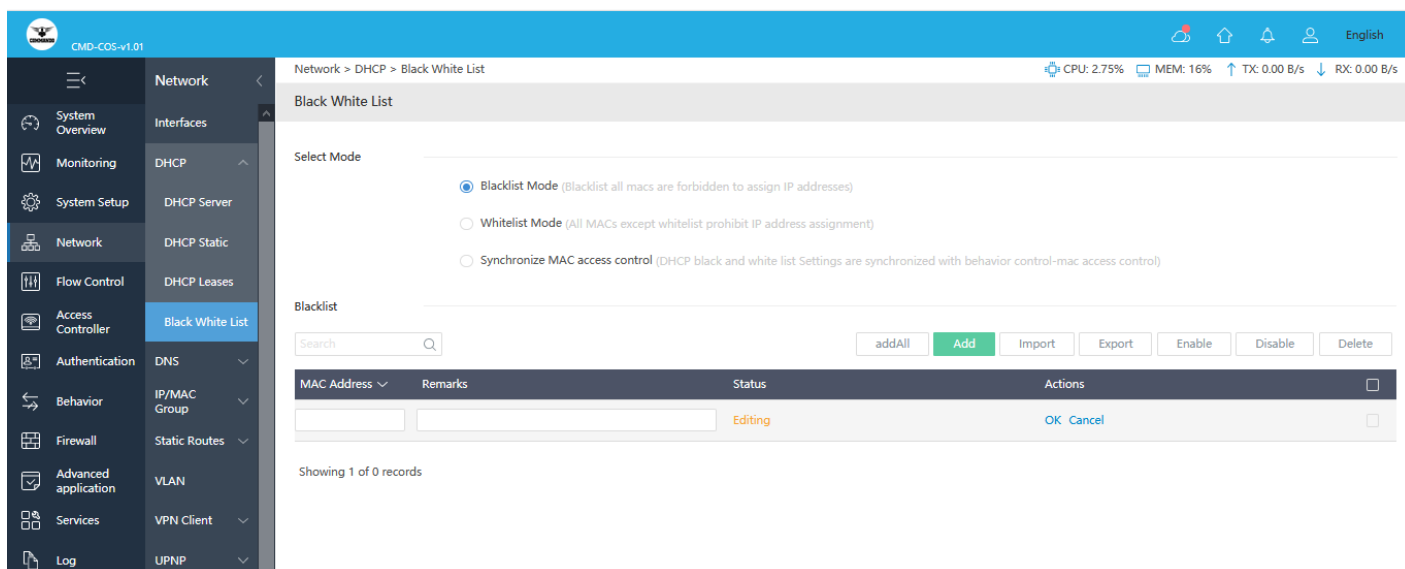 CMD-COS-v1.01
English
Network
Network > DHCP > Black White List
CPU: 2.75% MEM: 16% TX: 0.00 B/s RX: 0.00 B/s
Black White List
System Overview
Monitoring
System Setup
Network
Flow Control
Access Controller
Authentication
Behavior
Firewall
Advanced application
Services
Log
Interfaces
DHCP
DHCP Server
DHCP Static
DHCP Leases
Black White List
DNS
IP/MAC Group
Static Routes
VLAN
VPN Client
UPNP
Select Mode
Blacklist Mode (Blacklist all macs are forbidden to assign IP addresses)
Whitelist Mode (All MACs except whitelist prohibit IP address assignment)
Synchronize MAC access control (DHCP black and white list Settings are synchronized with behavior control-mac access control)
Blacklist
Search addAll Add Import Export Enable Disable Delete
MAC Address Remarks Status Actions
Editing OK Cancel
Showing 1 of 0 records